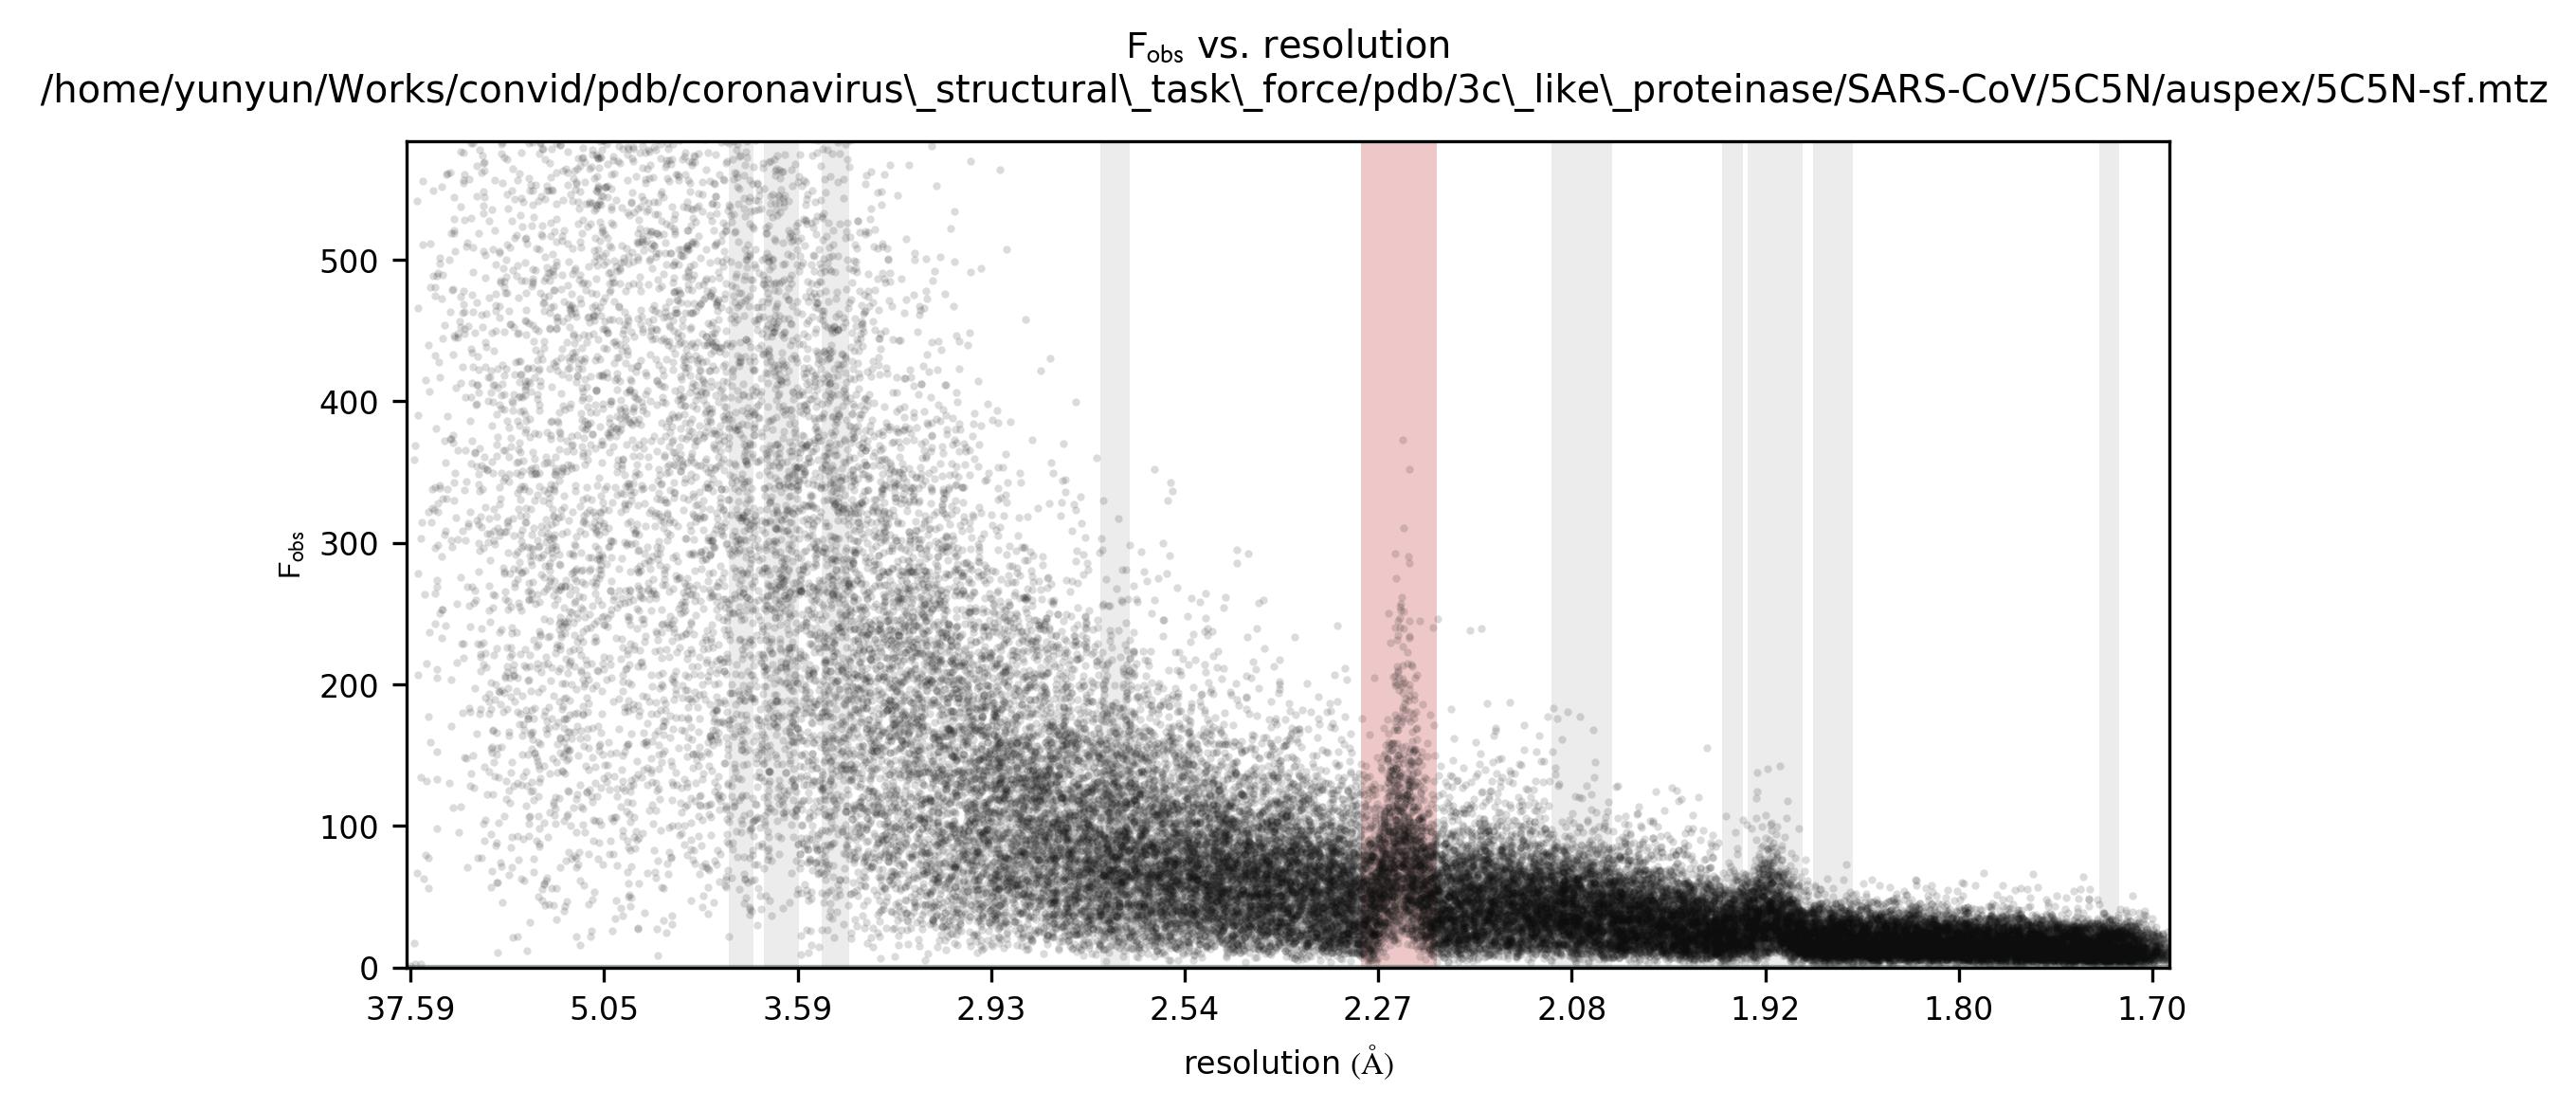 Fobs vs. resolution
/home/yunyun/Works/convid/pdb/coronavirus\_structural\_task\_force/pdb/3c\_like\_proteinase/SARS-CoV/5C5N/auspex/5C5N-sf.mtz
Fobs
500
400
300
200
100
0
37.59 5.05 3.59 2.93 2.54 2.27 2.08 1.92 1.80 1.70
resolution (Å)